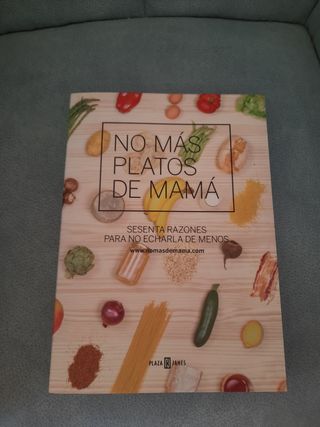 NO MÁS
PLATOS
DE MAMÁ
SESENTA RAZONES
PARA NO ECHARLA DE MENOS
www.nomasdemama.com
PLAZA JANÉS